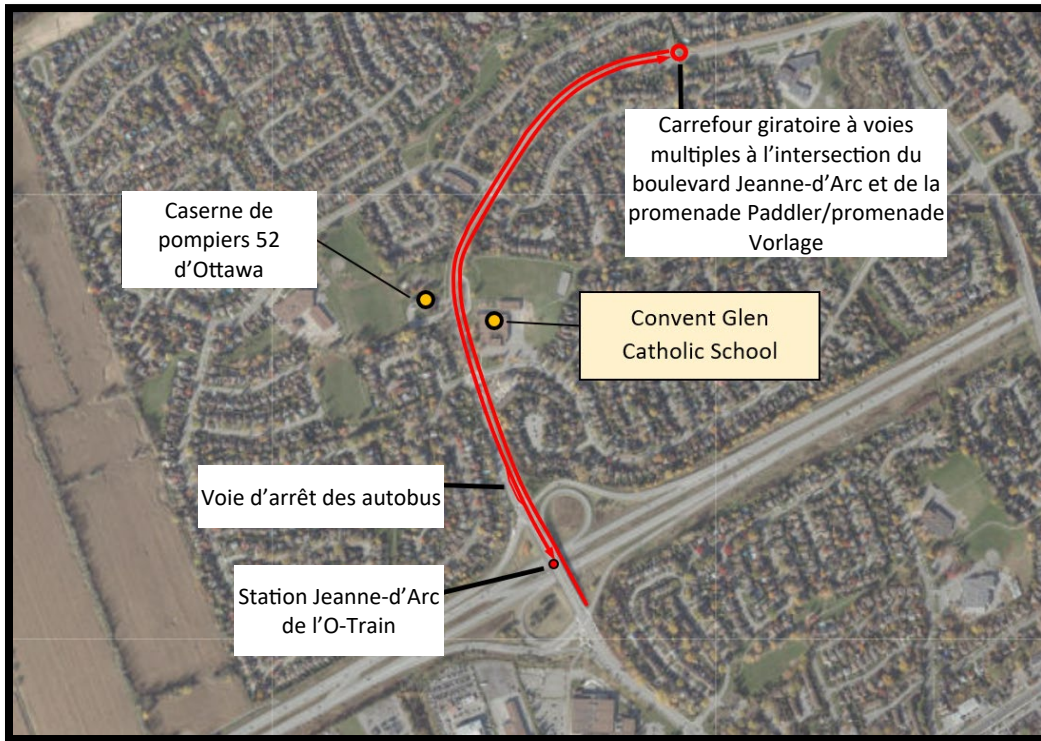 Carrefour giratoire à voies
multiples à l'intersection du
boulevard Jeanne-d'Arc et de la
promenade Paddler/promenade
Vorlage
Caserne de
pompiers 52
d'Ottawa
Convent Glen
Catholic School
Voie d'arrêt des autobus
Station Jeanne-d'Arc
de l'O-Train